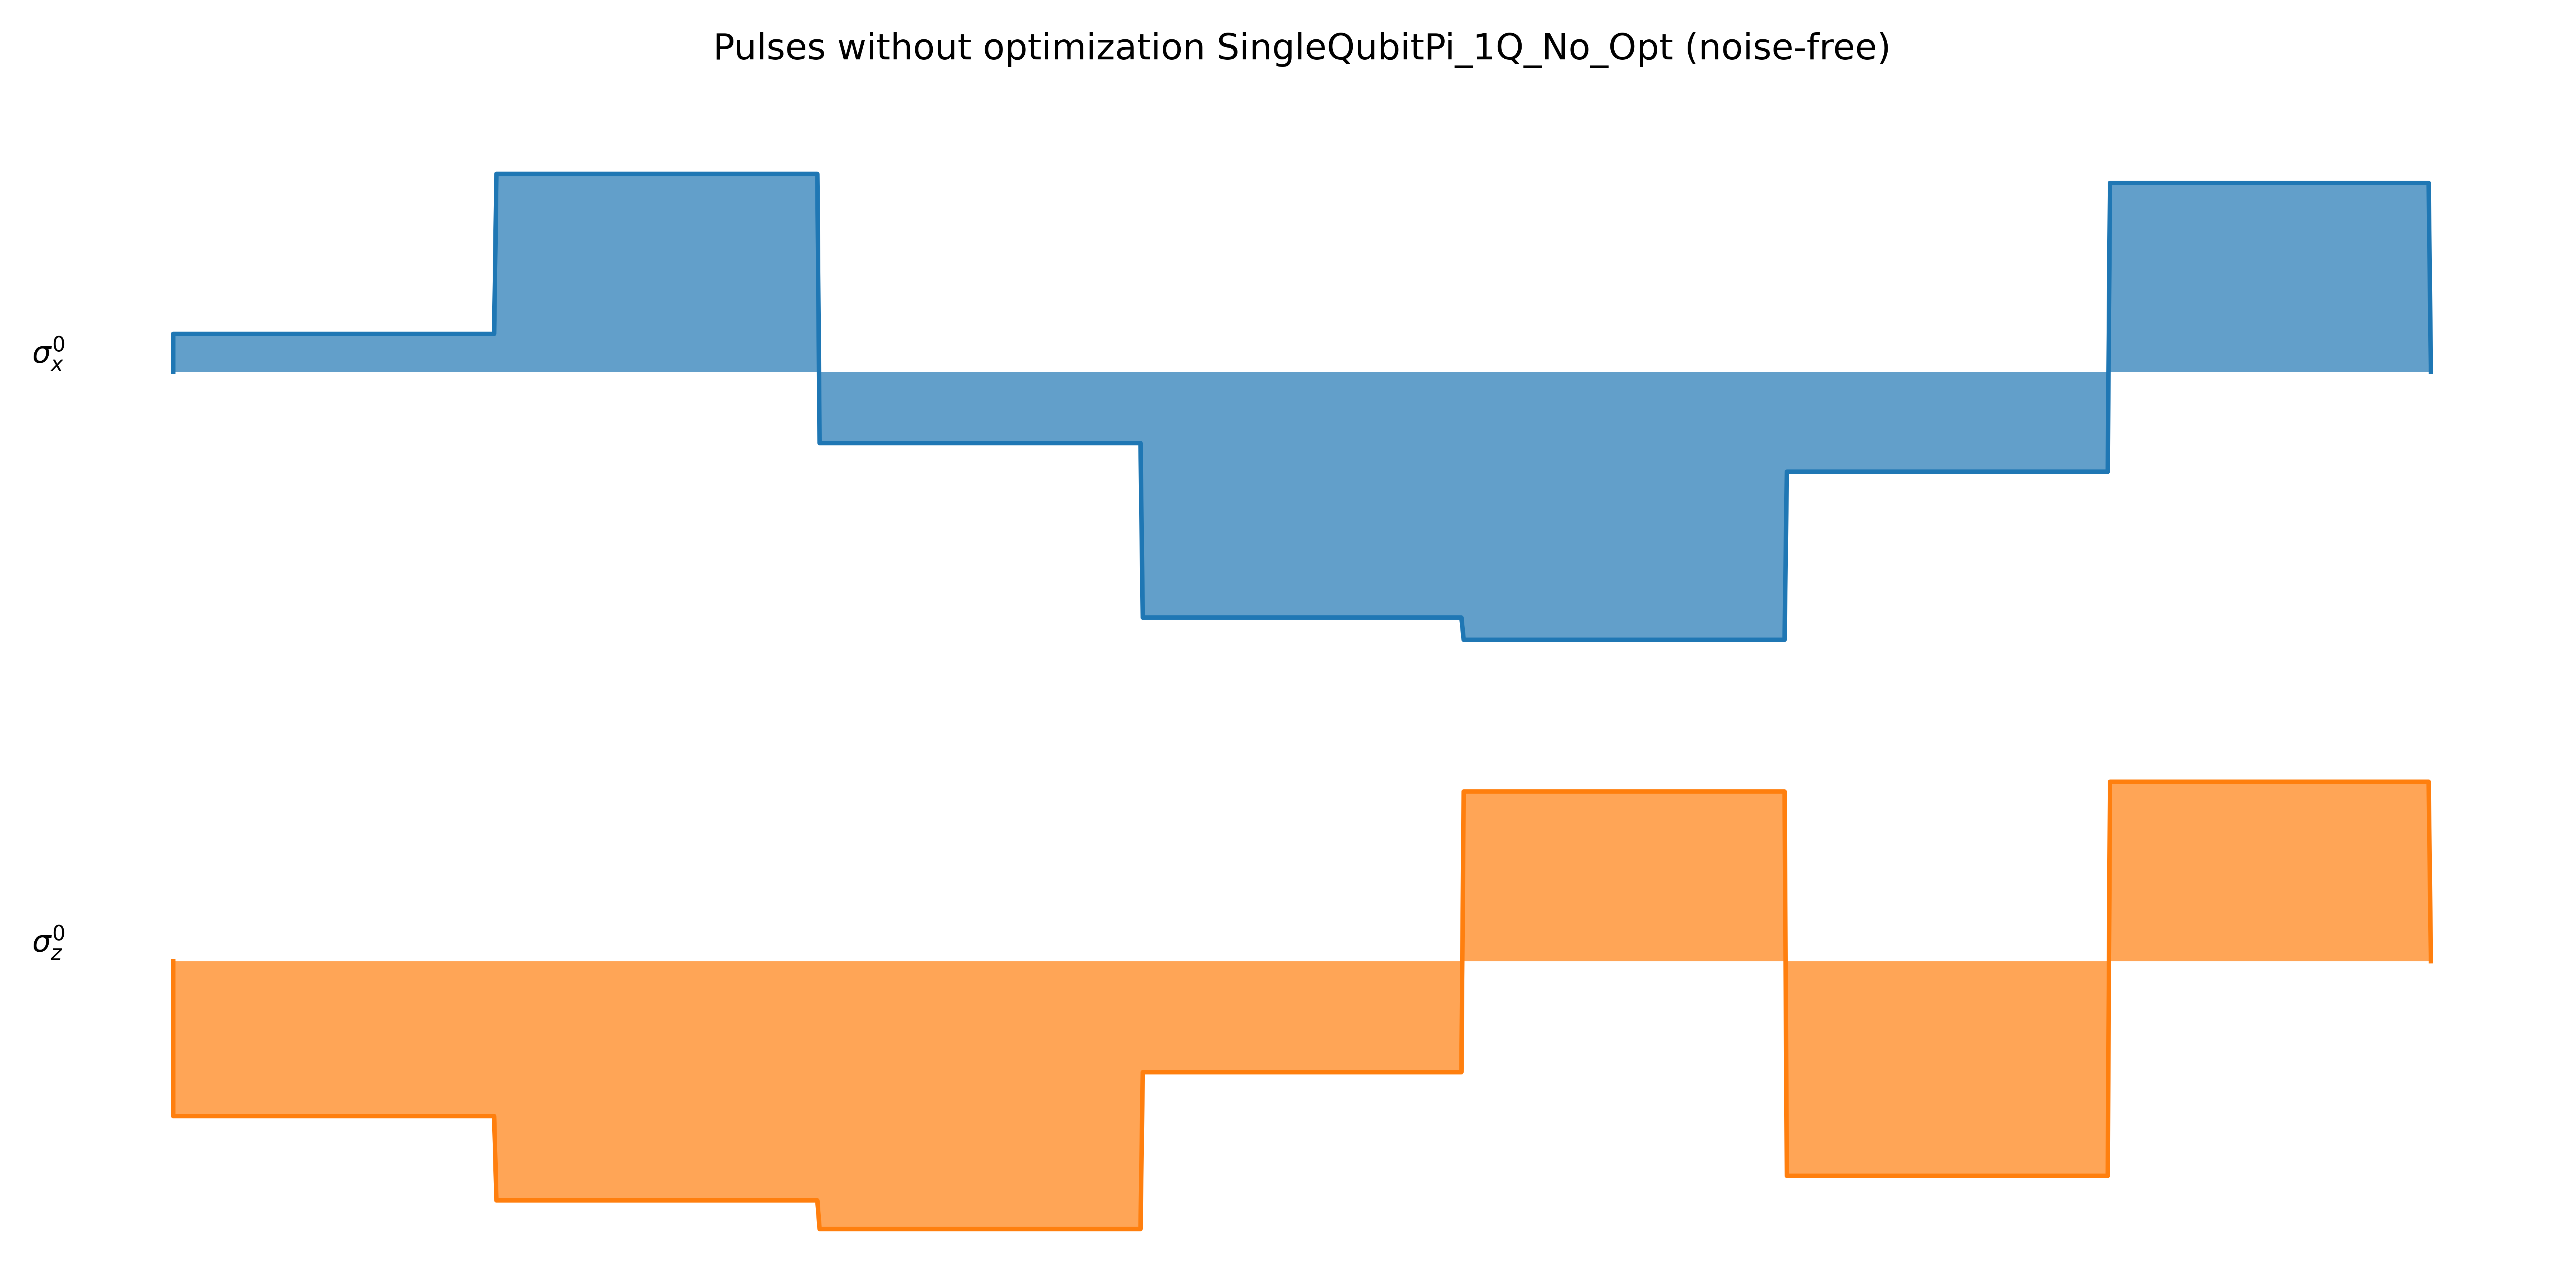 Pulses without optimization SingleQubitPi_1Q_No_Opt (noise-free)
σ_x^0
σ_z^0